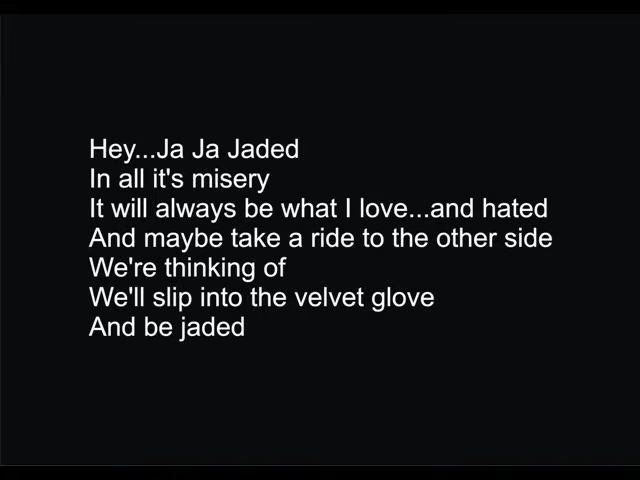 Hey...Ja Ja Jaded
In all it's misery
It will always be what I love...and hated
And maybe take a ride to the other side
We're thinking of
We'll slip into the velvet glove
And be jaded